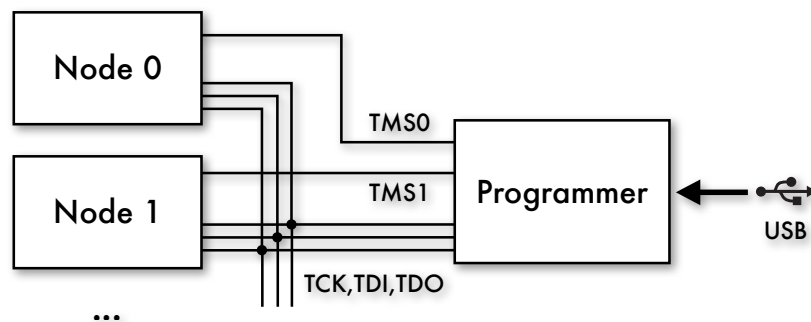 Node 0
TMS0
Node 1
TMS1
Programmer
USB
TCK,TDI,TDO
...